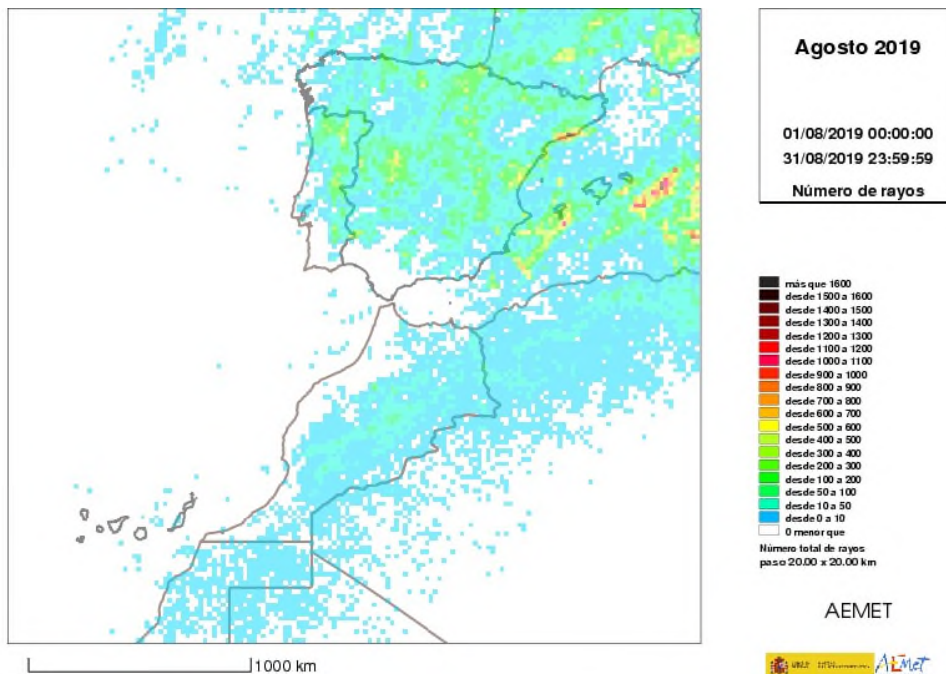 Agosto 2019
01/08/2019 00:00:00
31/08/2019 23:59:59
Número de rayos
más que 1600
desde 1500 a 1600
desde 1400 a 1500
desde 1300 a 1400
desde 1200 a 1300
desde 1100 a 1200
desde 1000 a 1100
desde 900 a 1000
desde 800 a 900
desde 700 a 800
desde 600 a 700
desde 500 a 600
desde 400 a 500
desde 300 a 400
desde 200 a 300
desde 100 a 200
desde 50 a 100
desde 10 a 50
desde 0 a 10
0 menor que
Número total de rayos
paso 20.00 x 20.00 km
AEMET
1000 km
AEMet